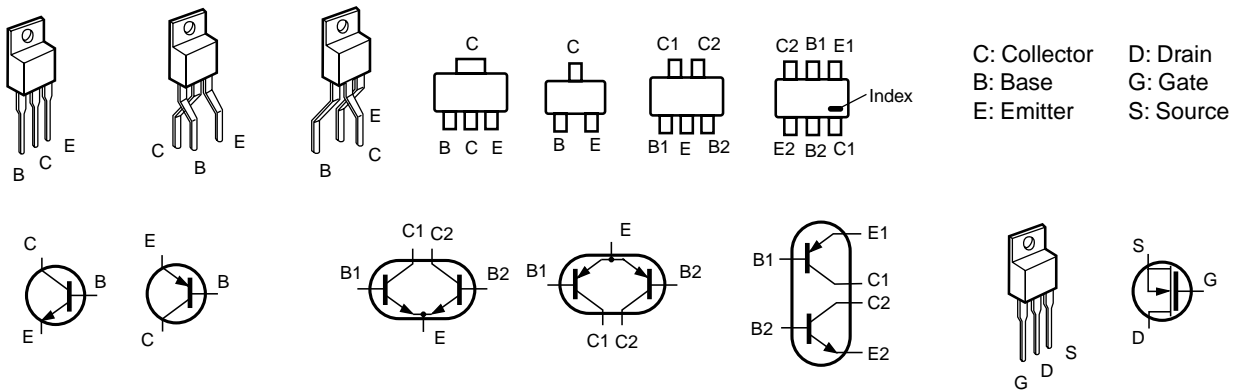 B
C
E
C
B
E
B
C
E
C
B C E
C
B E
C1 C2
B1 E B2
C2 B1 E1
Index
E2 B2 C1
C: Collector
B: Base
E: Emitter
D: Drain
G: Gate
S: Source
C
B
E
E
B
C
C1 C2
B1
B2
E
E
B1
B2
C1 C2
E1
B1
C1
C2
B2
E2
G
D
S
S
G
D